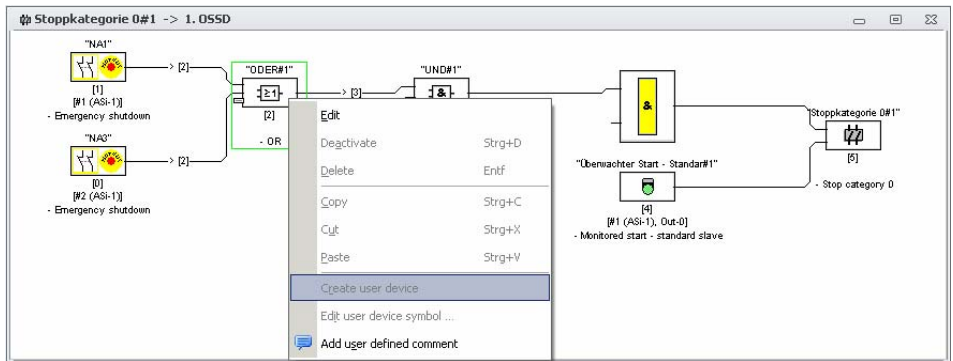 Stoppkategorie 0#1 -> 1. OSSD
"NA1"
> [2]
[1]
[#1 (ASi-1)]
- Emergency shutdown
"NA3"
> [2]
[0]
[#2 (ASi-1)]
- Emergency shutdown
"ODER#1"
≥1
[2]
- OR
> [3]
"UND#1"
&
&
"Stoppkategorie 0#1"
[5]
- Stop category 0
"Überwachter Start - Standar#1"
[4]
[#1 (ASi-1), Out-0]
- Monitored start - standard slave
Edit
Deactivate Strg+D
Delete Entf
Copy Strg+C
Cut Strg+X
Paste Strg+V
Create user device
Edit user device symbol ...
Add user defined comment